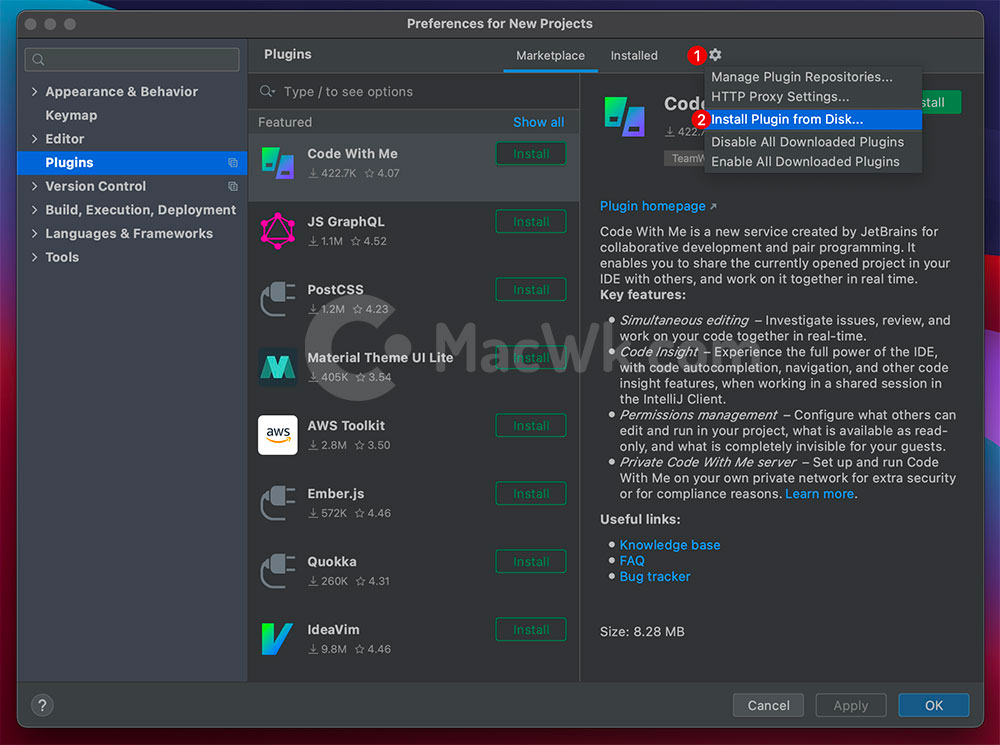 Preferences for New Projects
Appearance & Behavior
Keymap
Editor
Plugins
Version Control
Build, Execution, Deployment
Languages & Frameworks
Tools
Plugins
Marketplace
Installed
1
Type / to see options
Featured
Show all
Code With Me
422.7K 4.07
Install
JS GraphQL
1.1M 4.52
Install
PostCSS
1.2M 4.23
Install
Material Theme UI Lite
405K 3.54
Install
aws
AWS Toolkit
2.8M 3.50
Install
Ember.js
572K 4.46
Install
Quokka
260K 4.31
Install
IdeaVim
9.8M 4.46
Install
Manage Plugin Repositories...
HTTP Proxy Settings...
2
Install Plugin from Disk...
Disable All Downloaded Plugins
Enable All Downloaded Plugins
Plugin homepage
Code With Me is a new service created by JetBrains for
collaborative development and pair programming. It
enables you to share the currently opened project in your
IDE with others, and work on it together in real time.
Key features:
Simultaneous editing – Investigate issues, review, and
work on your code together in real-time.
Code Insight – Experience the full power of the IDE,
with code autocompletion, navigation, and other code
insight features, when working in a shared session in
the IntelliJ Client.
Permissions management – Configure what others can
edit and run in your project, what is available as read-
only, and what is completely invisible for your guests.
Private Code With Me server – Set up and run Code
With Me on your own private network for extra security
or for compliance reasons. Learn more.
Useful links:
Knowledge base
FAQ
Bug tracker
Size: 8.28 MB
MacWk.com
?
Cancel
Apply
OK